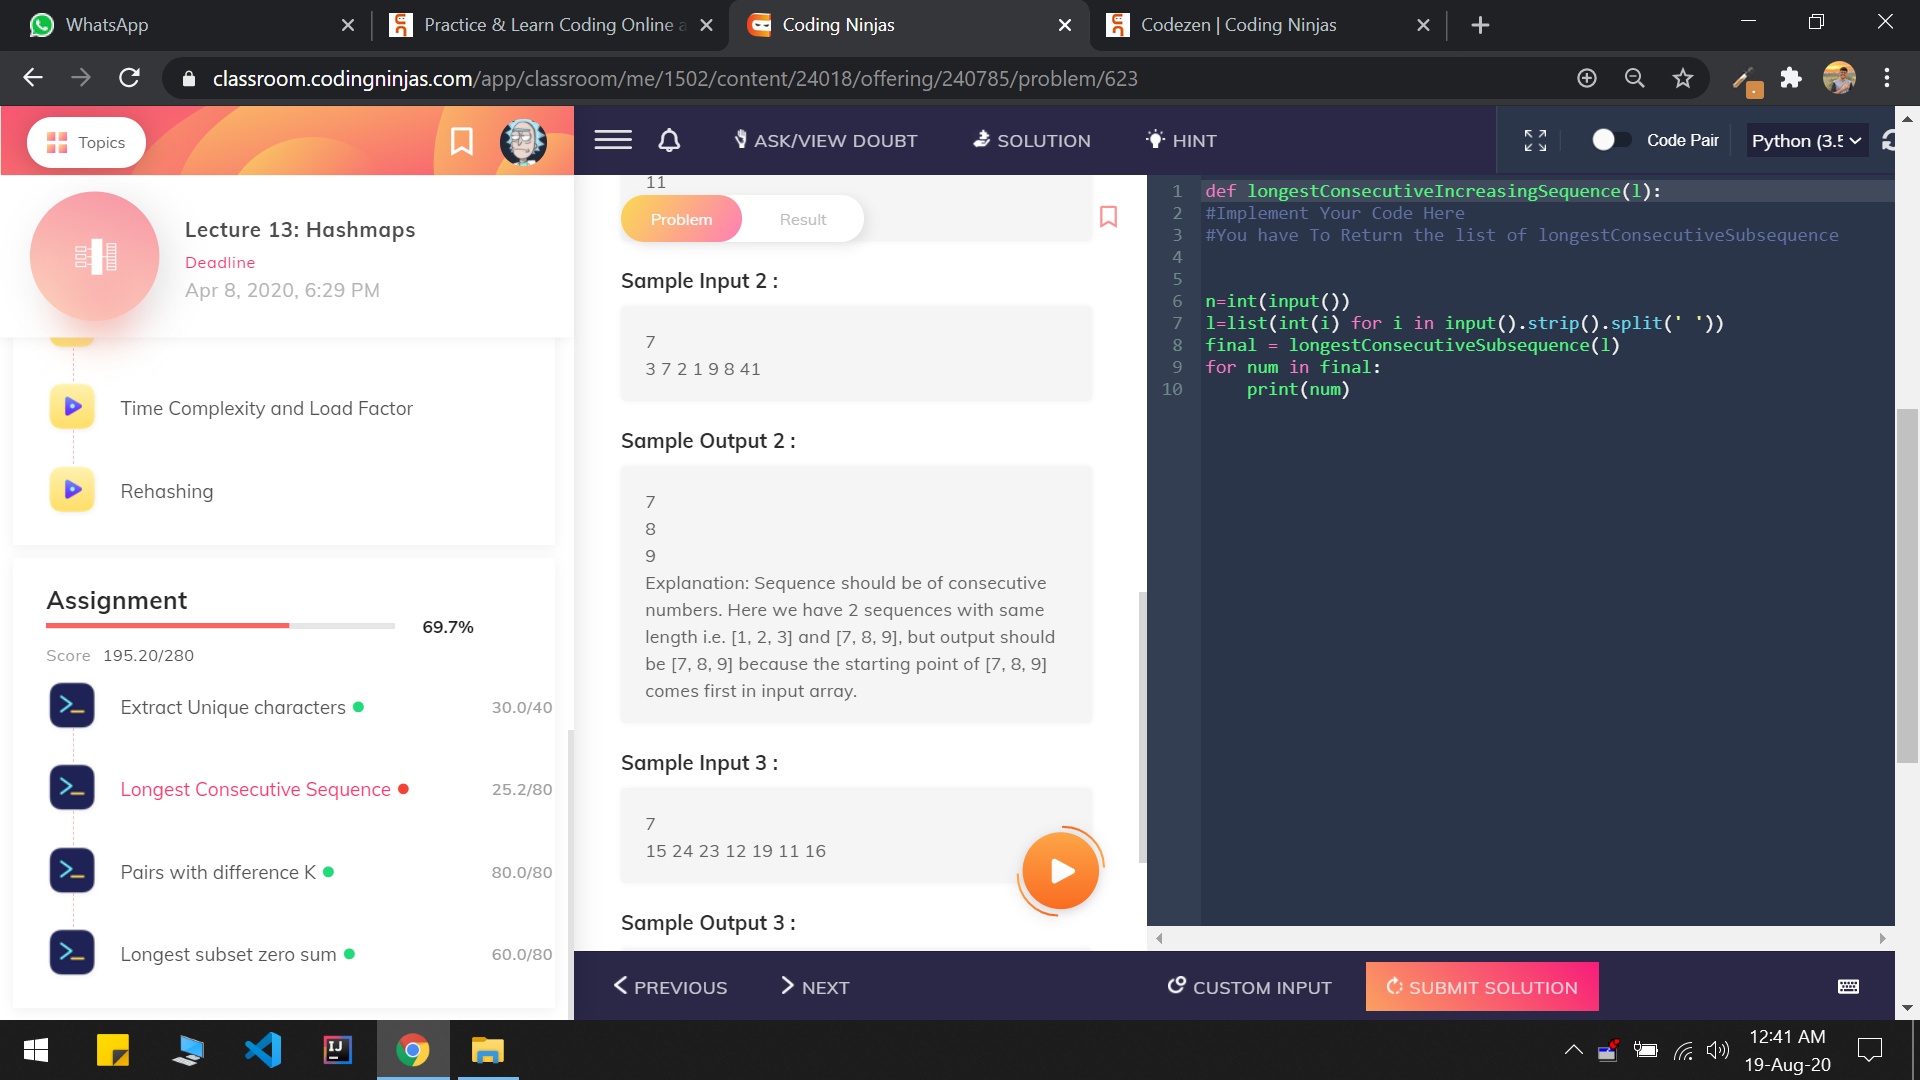 WhatsApp
Practice & Learn Coding Online a
Coding Ninjas
Codezen | Coding Ninjas
classroom.codingninjas.com/app/classroom/me/1502/content/24018/offering/240785/problem/623
Topics
ASK/VIEW DOUBT
SOLUTION
HINT
Code Pair
Python (3.5
Lecture 13: Hashmaps
Deadline
Apr 8, 2020, 6:29 PM
Time Complexity and Load Factor
Rehashing
Assignment
69.7%
Score 195.20/280
Extract Unique characters
30.0/40
Longest Consecutive Sequence
25.2/80
Pairs with difference K
80.0/80
Longest subset zero sum
60.0/80
11
Problem
Result
Sample Input 2 :
7
3 7 2 1 9 8 41
Sample Output 2 :
7
8
9
Explanation: Sequence should be of consecutive
numbers. Here we have 2 sequences with same
length i.e. [1, 2, 3] and [7, 8, 9], but output should
be [7, 8, 9] because the starting point of [7, 8, 9]
comes first in input array.
Sample Input 3 :
7
15 24 23 12 19 11 16
Sample Output 3 :
1 def longestConsecutiveIncreasingSequence(l):
2 #Implement Your Code Here
3 #You have To Return the list of longestConsecutiveSubsequence
4
5
6 n=int(input())
7 l=list(int(i) for i in input().strip().split(' '))
8 final = longestConsecutiveSubsequence(l)
9 for num in final:
10     print(num)
PREVIOUS
NEXT
CUSTOM INPUT
SUBMIT SOLUTION
12:41 AM
19-Aug-20